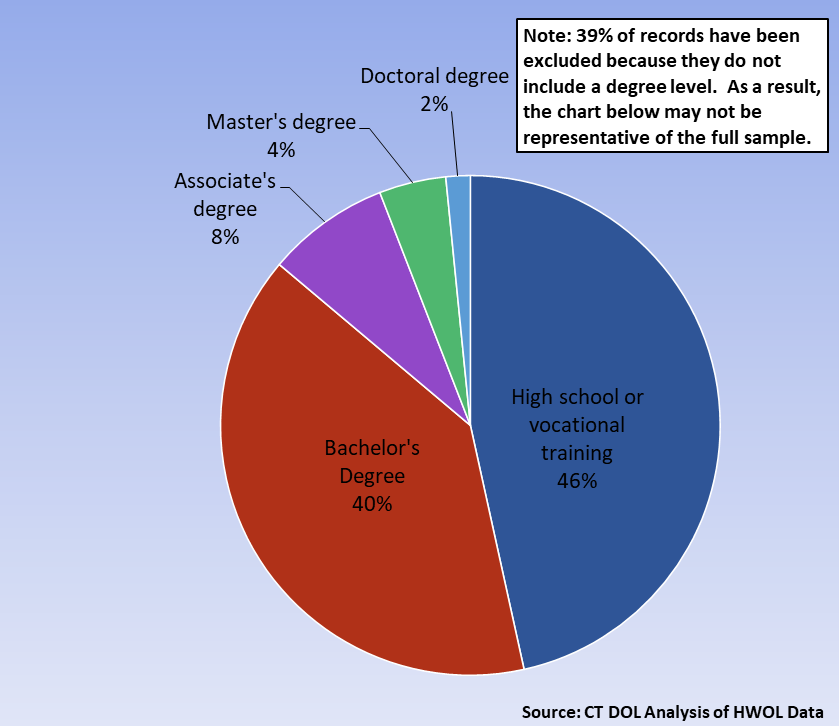 Note: 39% of records have been
excluded because they do not
include a degree level.  As a result,
the chart below may not be
representative of the full sample.
Doctoral degree
2%
Master's degree
4%
Associate's
degree
8%
High school or
vocational
training
46%
Bachelor's
Degree
40%
Source: CT DOL Analysis of HWOL Data